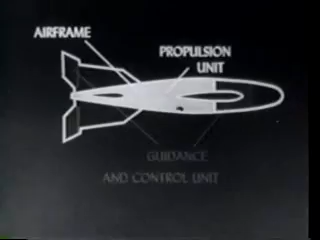 AIRFRAME
PROPULSION
UNIT
GUIDANCE
AND CONTROL UNIT